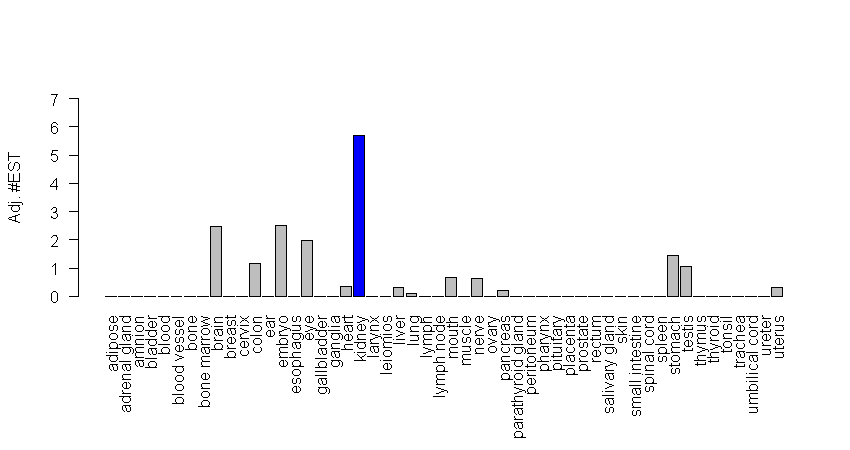 Adj. #EST
7
6
5
4
3
2
1
0
adipose
adrenal gland
amnion
bladder
blood
blood vessel
bone
bone marrow
brain
breast
cervix
colon
ear
embryo
esophagus
eye
gallbladder
ganglia
heart
kidney
larynx
leiomios
liver
lung
lymph
lymph node
mouth
muscle
nerve
ovary
pancreas
parathyroid gland
peritoneum
pharynx
pituitary
placenta
prostate
rectum
salivary gland
skin
small intestine
spinal cord
spleen
stomach
testis
thymus
thyroid
tonsil
trachea
umbilical cord
ureter
uterus